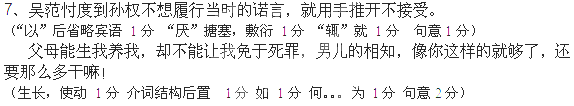 7、吴范忖度到孙权不想履行当时的诺言，就用手推开不接受。
（“以”后省略宾语 1分 “厌”搪塞，敷衍 1分 “辄”就 1分 句意1分）
父母能生我养我，却不能让我免于死罪，男儿的相知，像你这样的就够了，还
要那么多干嘛！
（生长，使动 1分 介词结构后置 1分 如 1分 何。。。为 1分 句意2分）